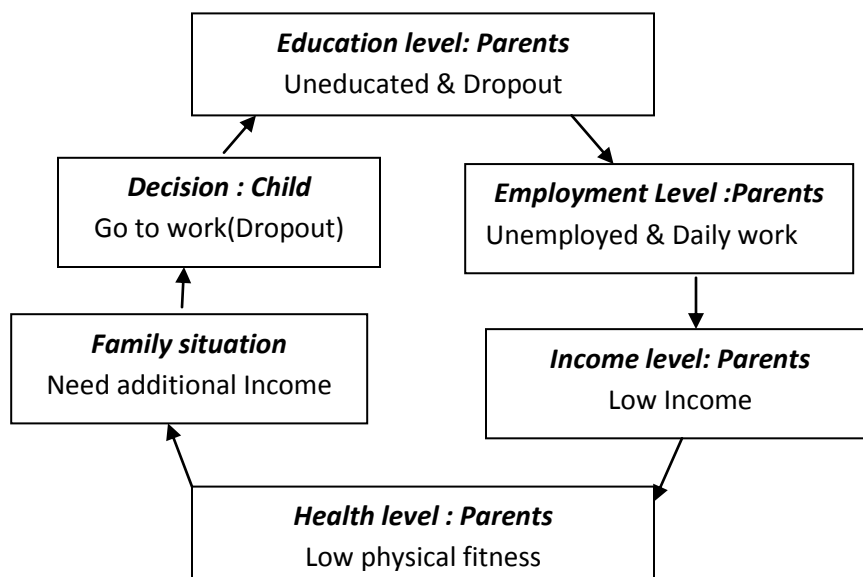 Education level: Parents
Uneducated & Dropout
Decision : Child
Go to work(Dropout)
Employment Level :Parents
Unemployed & Daily work
Family situation
Need additional Income
Income level: Parents
Low Income
Health level : Parents
Low physical fitness